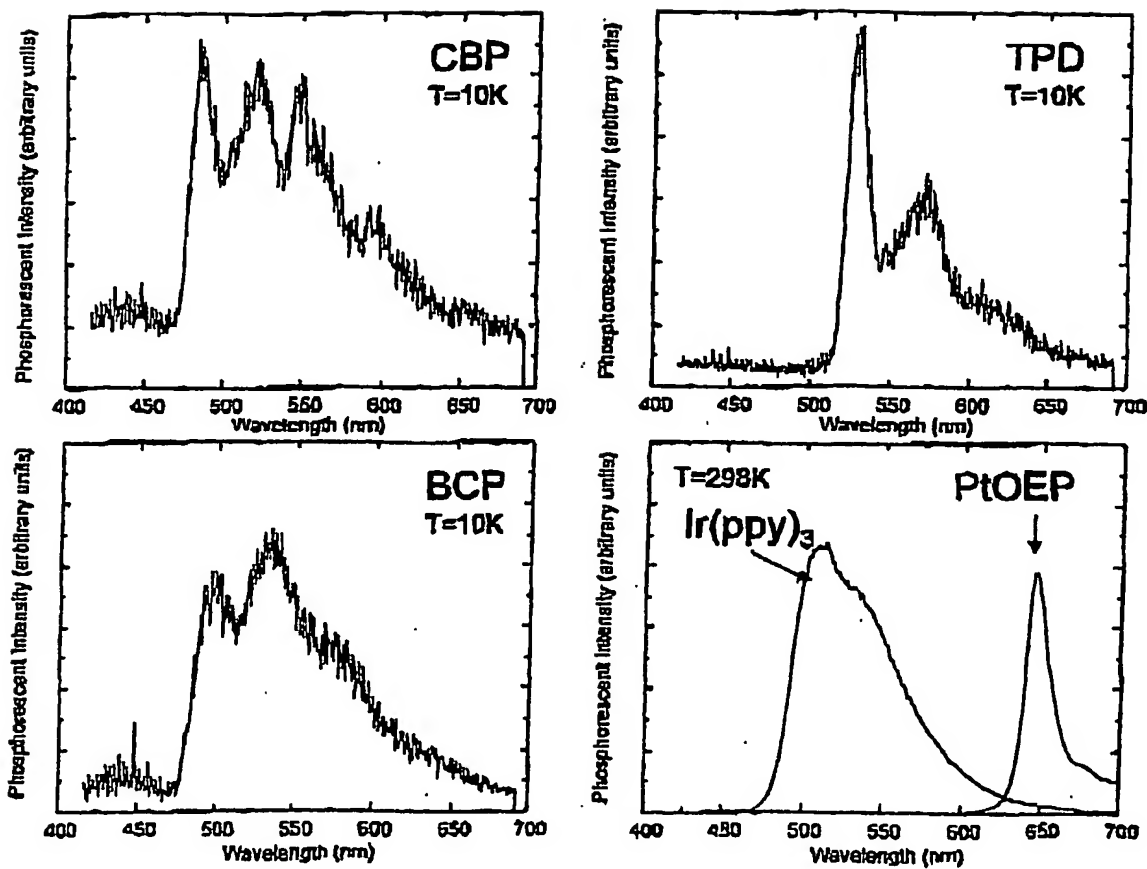 Phosphorescent Intensity (arbitrary units)
CBP
T=10K
400 450 500 550 600 650 700
Wavelength (nm)
Phosphorescent Intensity (arbitrary units)
TPD
T=10K
400 450 500 550 600 650 700
Wavelength (nm)
Phosphorescent Intensity (arbitrary units)
BCP
T=10K
400 450 500 550 600 650 700
Wavelength (nm)
Phosphorescent Intensity (arbitrary units)
T=298K
PtOEP
Ir(ppy)₃
400 450 500 550 600 650 700
Wavelength (nm)